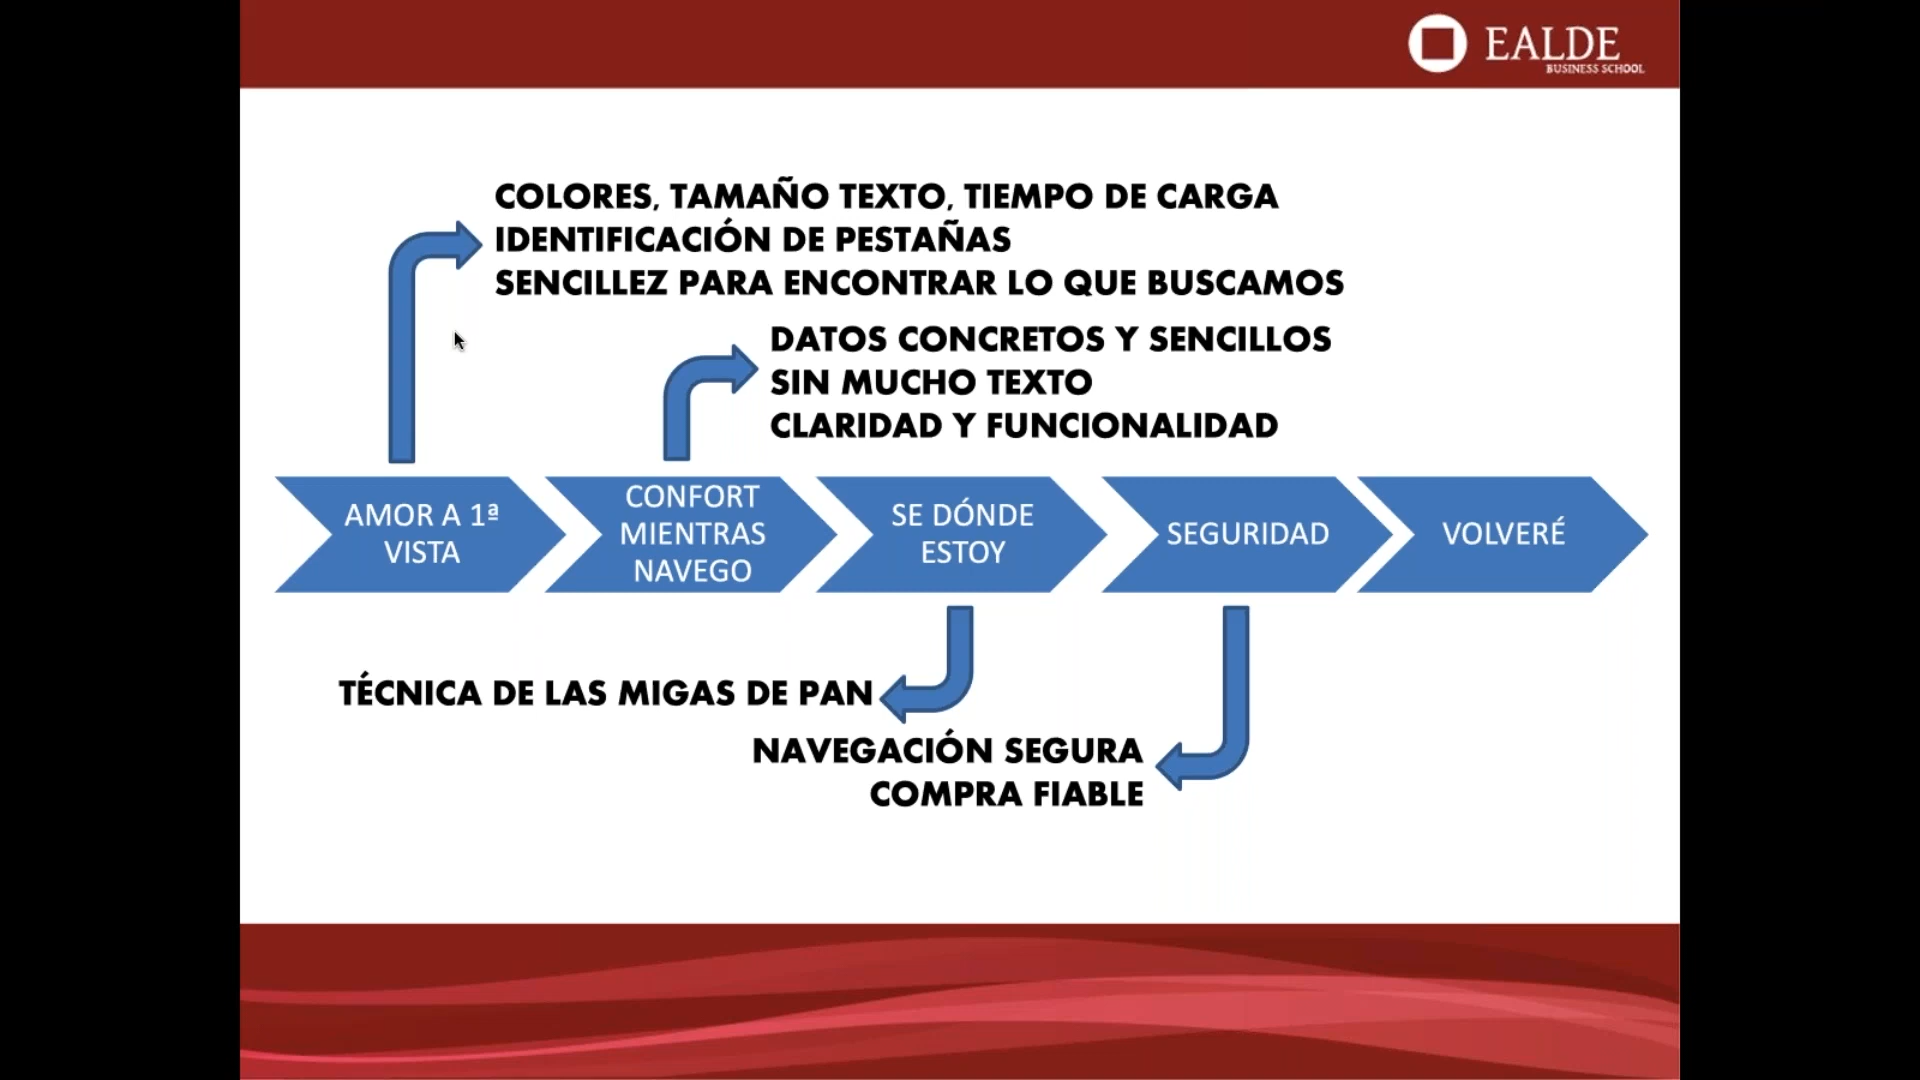 EALDE
BUSINESS SCHOOL
COLORES, TAMAÑO TEXTO, TIEMPO DE CARGA
IDENTIFICACIÓN DE PESTAÑAS
SENCILLEZ PARA ENCONTRAR LO QUE BUSCAMOS
DATOS CONCRETOS Y SENCILLOS
SIN MUCHO TEXTO
CLARIDAD Y FUNCIONALIDAD
AMOR A 1ª
VISTA
CONFORT
MIENTRAS
NAVEGO
SE DÓNDE
ESTOY
SEGURIDAD
VOLVERÉ
TÉCNICA DE LAS MIGAS DE PAN
NAVEGACIÓN SEGURA
COMPRA FIABLE